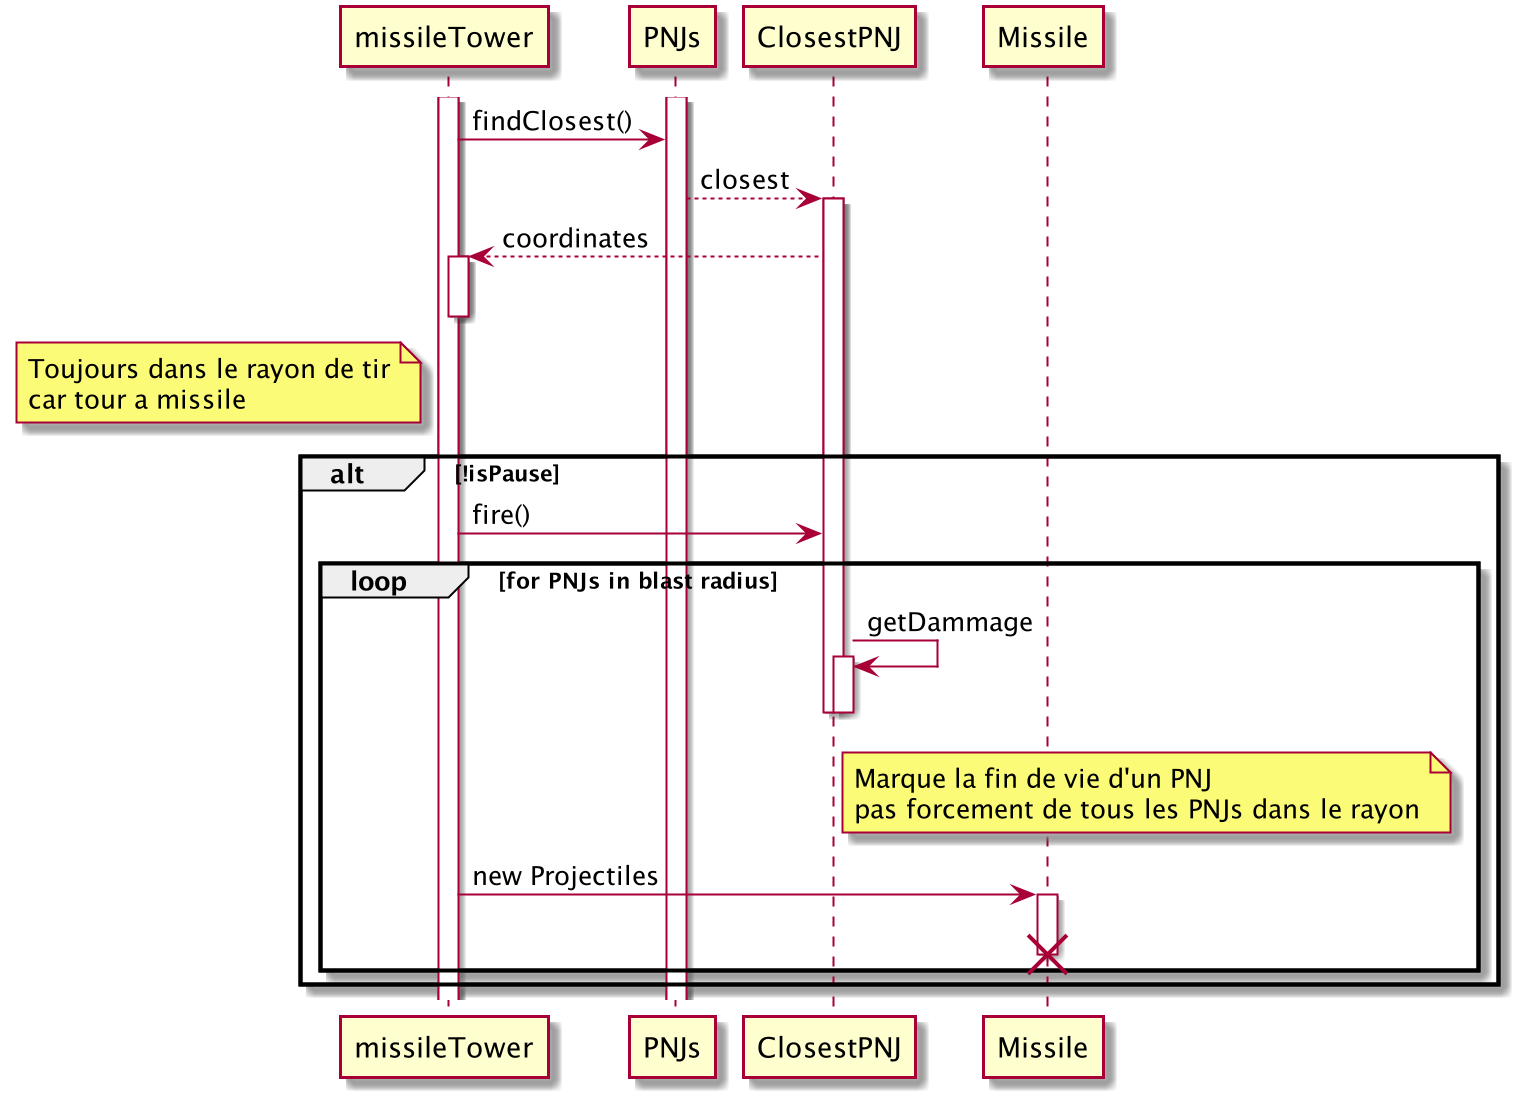 missileTower
PNJs
ClosestPNJ
Missile
findClosest()
closest
coordinates
Toujours dans le rayon de tir
car tour a missile
alt
[!isPause]
fire()
loop
[for PNJs in blast radius]
getDammage
Marque la fin de vie d'un PNJ
pas forcement de tous les PNJs dans le rayon
new Projectiles
missileTower
PNJs
ClosestPNJ
Missile